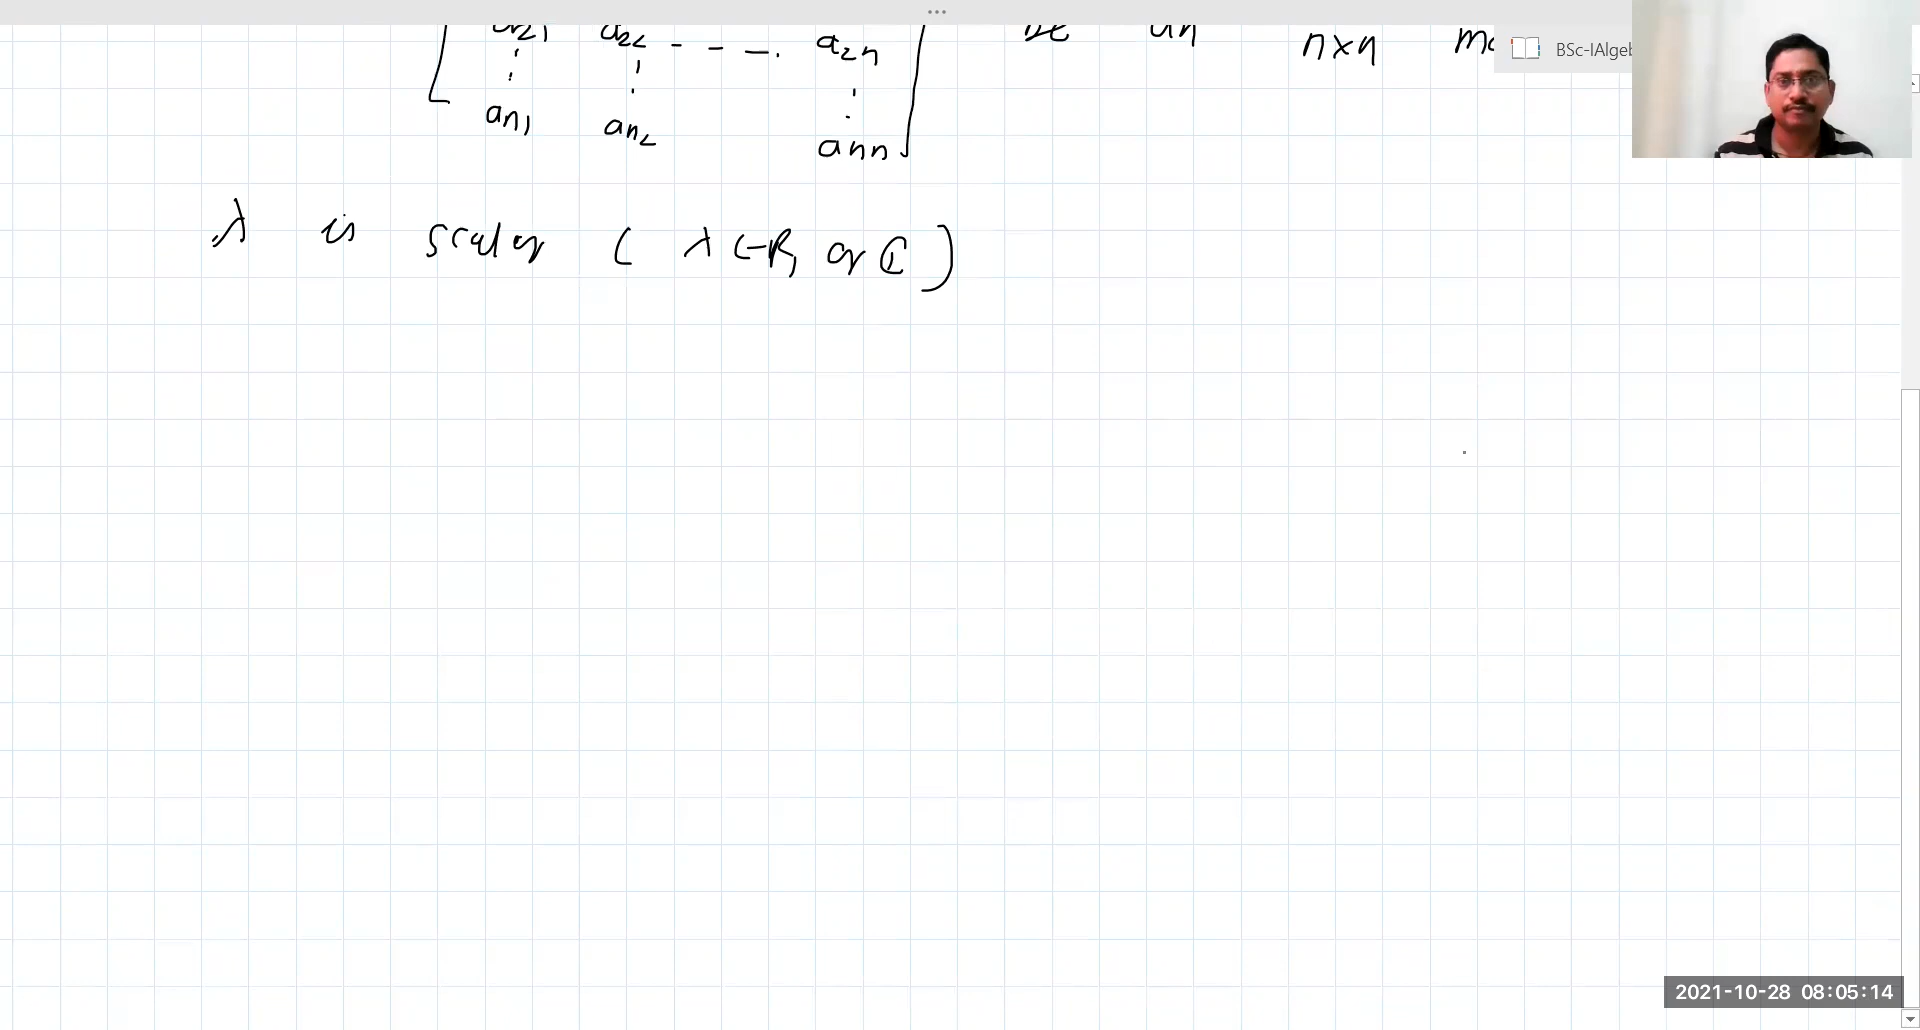 a21 a22 - - - . a2n be an n×n
an1 an2 ann
λ is scalar ( λ ∈ R, or ℂ )
BSc-IAlgeb
2021-10-28 08:05:14